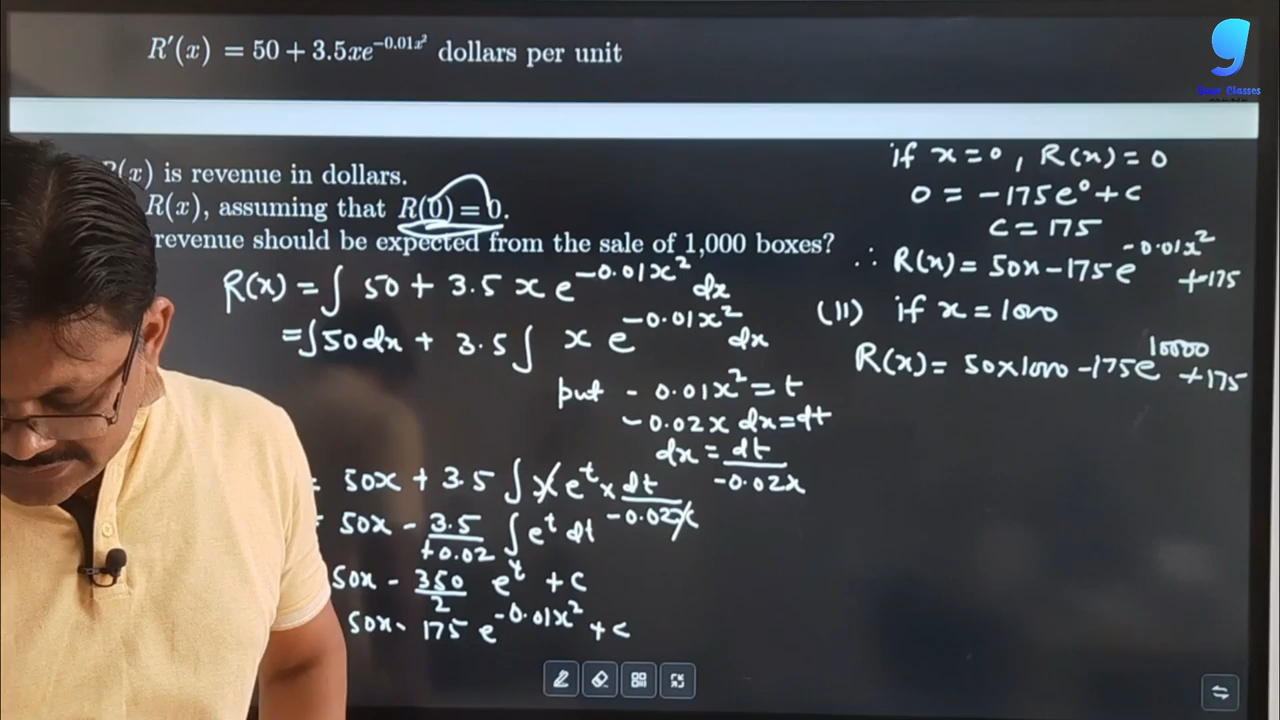 R′(x) = 50 + 3.5xe^{-0.01x²} dollars per unit
R(x) is revenue in dollars.
R(x), assuming that R(0) = 0.
revenue should be expected from the sale of 1,000 boxes?
R(x) = ∫ 50 + 3.5 x e^{-0.01x²} dx
= ∫50dx + 3.5 ∫ x e^{-0.01x²} dx
put - 0.01x² = t
-0.02x dx = dt
dx = dt/-0.02x
= 50x + 3.5 ∫ x e^t × dt/-0.02x
= 50x - 3.5/+0.02 ∫ e^t dt
50x - 350/2 e^t + c
50x - 175 e^{-0.01x²} + c
if x = 0, R(x) = 0
0 = -175e⁰ + c
c = 175
∴ R(x) = 50x - 175e^{-0.01x²} + 175
(II) if x = 1000
R(x) = 50×1000 - 175e^{10000} + 175